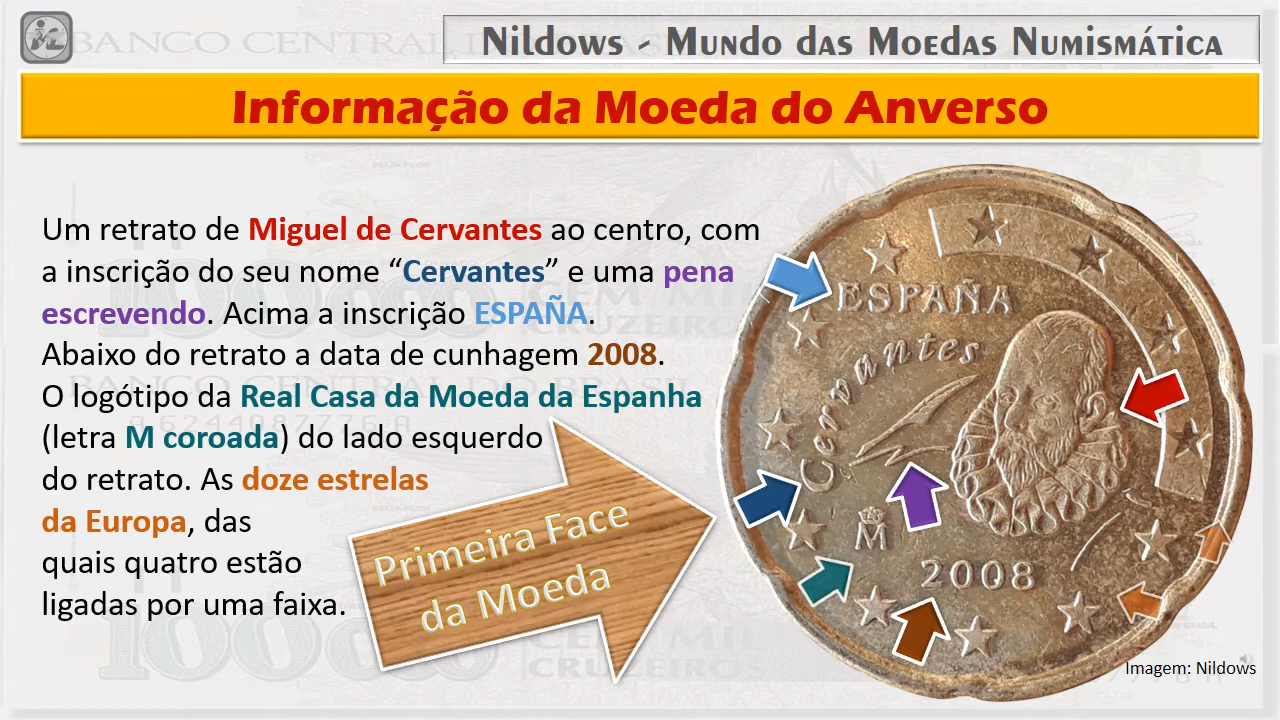 BANCO CENTRAL D
Nildows - Mundo das Moedas Numismática
Informação da Moeda do Anverso
Um retrato de Miguel de Cervantes ao centro, com
a inscrição do seu nome “Cervantes” e uma pena
escrevendo. Acima a inscrição ESPAÑA.
Abaixo do retrato a data de cunhagem 2008.
O logótipo da Real Casa da Moeda da Espanha
(letra M coroada) do lado esquerdo
do retrato. As doze estrelas
da Europa, das
quais quatro estão
ligadas por uma faixa.
Primeira Face
da Moeda
ESPAÑA
Cervantes
M
2008
Imagem: Nildows